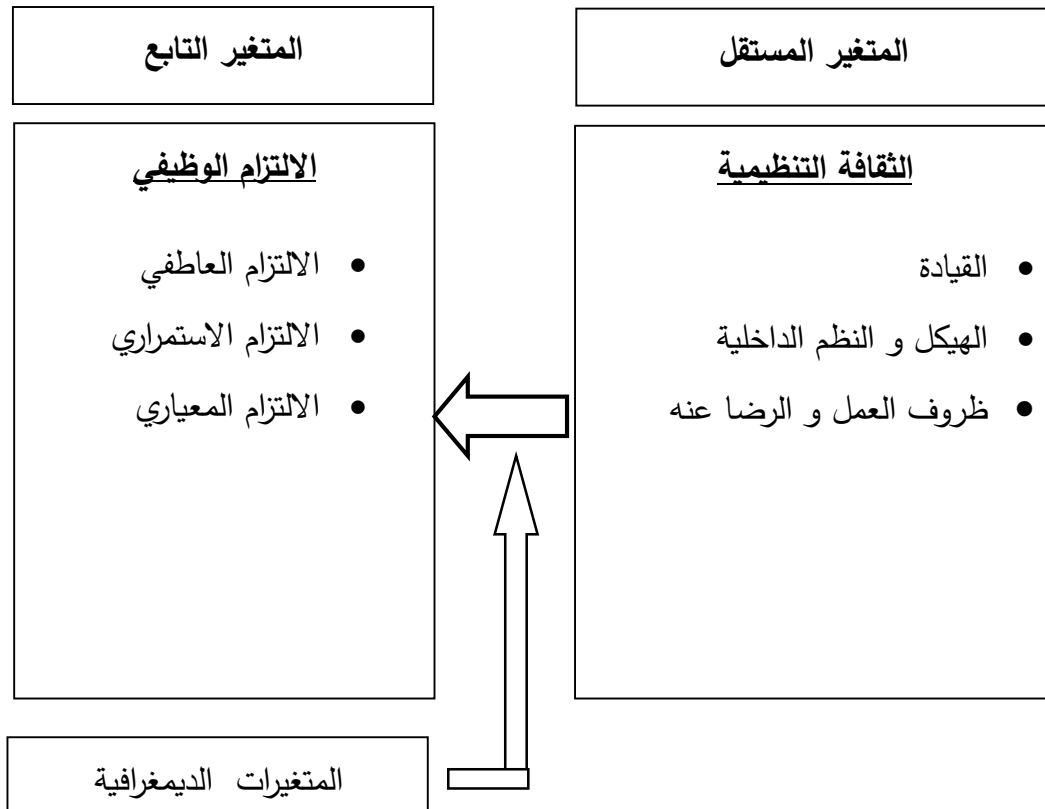 المتغير المستقل
المتغير التابع
الثقافة التنظيمية
القيادة
الهيكل و النظم الداخلية
ظروف العمل و الرضا عنه
الالتزام الوظيفي
الالتزام العاطفي
الالتزام الاستمراري
الالتزام المعياري
المتغيرات الديمغرافية